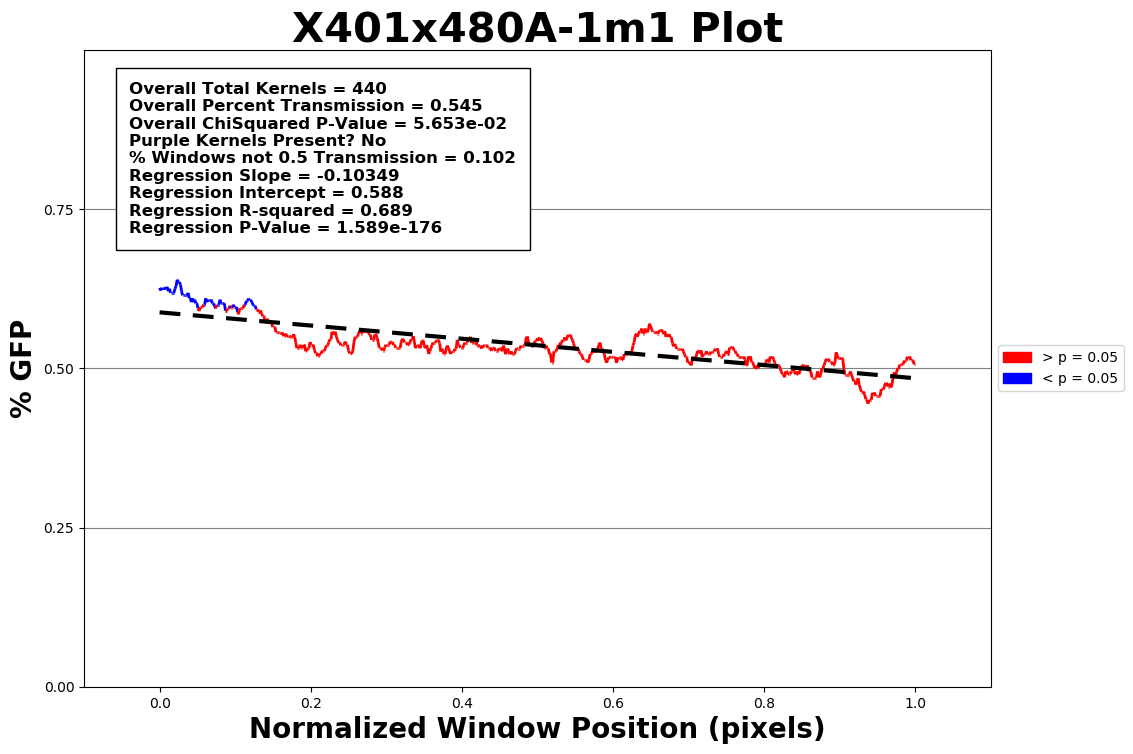 X401x480A-1m1 Plot
Overall Total Kernels = 440
Overall Percent Transmission = 0.545
Overall ChiSquared P-Value = 5.653e-02
Purple Kernels Present? No
% Windows not 0.5 Transmission = 0.102
Regression Slope = -0.10349
Regression Intercept = 0.588
Regression R-squared = 0.689
Regression P-Value = 1.589e-176
% GFP
0.75
0.50
0.25
0.00
> p = 0.05
< p = 0.05
0.0 0.2 0.4 0.6 0.8 1.0
Normalized Window Position (pixels)